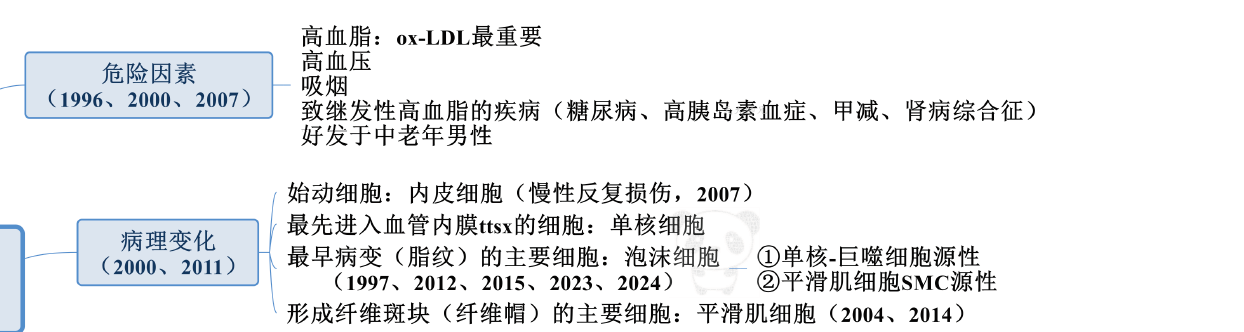 危险因素
（1996、2000、2007）
高血脂：ox-LDL最重要
高血压
吸烟
致继发性高血脂的疾病（糖尿病、高胰岛素血症、甲减、肾病综合征）
好发于中老年男性
病理变化
（2000、2011）
始动细胞：内皮细胞（慢性反复损伤，2007）
最先进入血管内膜ttsx的细胞：单核细胞
最早病变（脂纹）的主要细胞：泡沫细胞
（1997、2012、2015、2023、2024）
①单核-巨噬细胞源性
②平滑肌细胞SMC源性
形成纤维斑块（纤维帽）的主要细胞：平滑肌细胞（2004、2014）